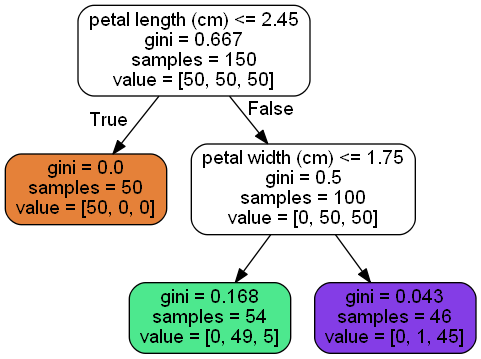 petal length (cm) <= 2.45
gini = 0.667
samples = 150
value = [50, 50, 50]
True
False
gini = 0.0
samples = 50
value = [50, 0, 0]
petal width (cm) <= 1.75
gini = 0.5
samples = 100
value = [0, 50, 50]
gini = 0.168
samples = 54
value = [0, 49, 5]
gini = 0.043
samples = 46
value = [0, 1, 45]